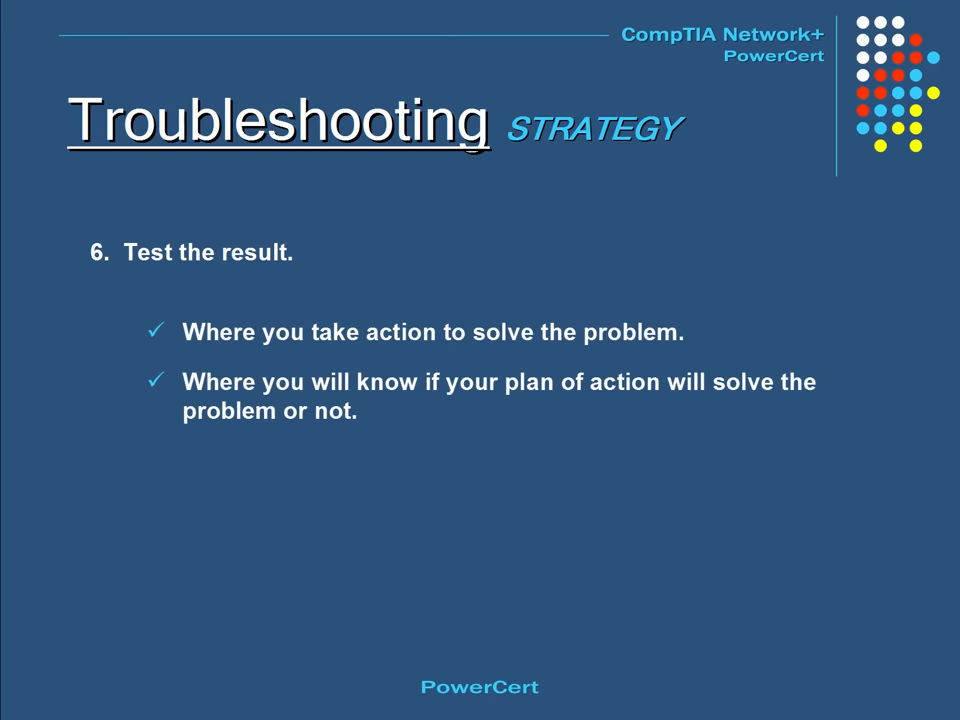 CompTIA Network+
PowerCert
Troubleshooting STRATEGY
6. Test the result.
✓ Where you take action to solve the problem.
✓ Where you will know if your plan of action will solve the
problem or not.
PowerCert